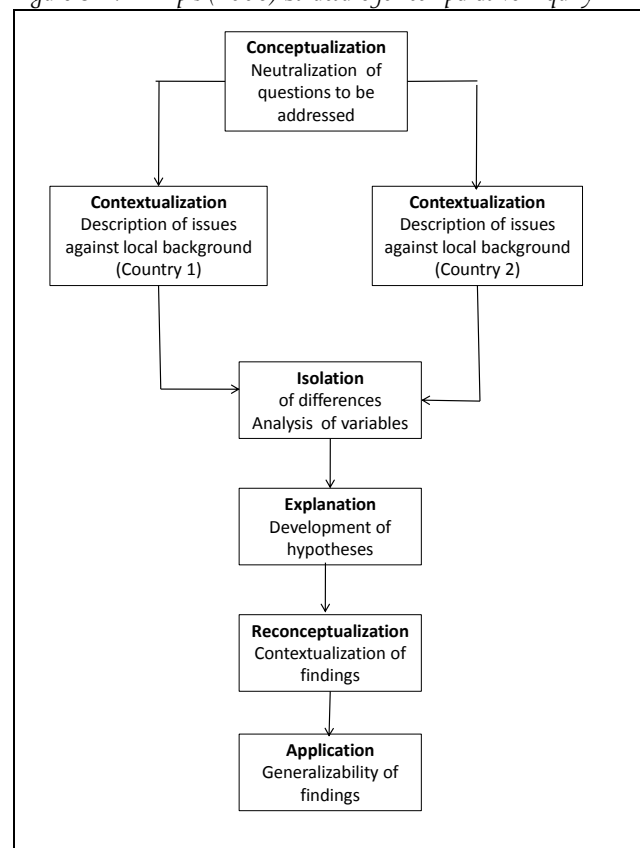 Conceptualization
Neutralization of
questions to be
addressed
Contextualization
Description of issues
against local background
(Country 1)
Contextualization
Description of issues
against local background
(Country 2)
Isolation
of differences
Analysis of variables
Explanation
Development of
hypotheses
Reconceptualization
Contextualization of
findings
Application
Generalizability of
findings